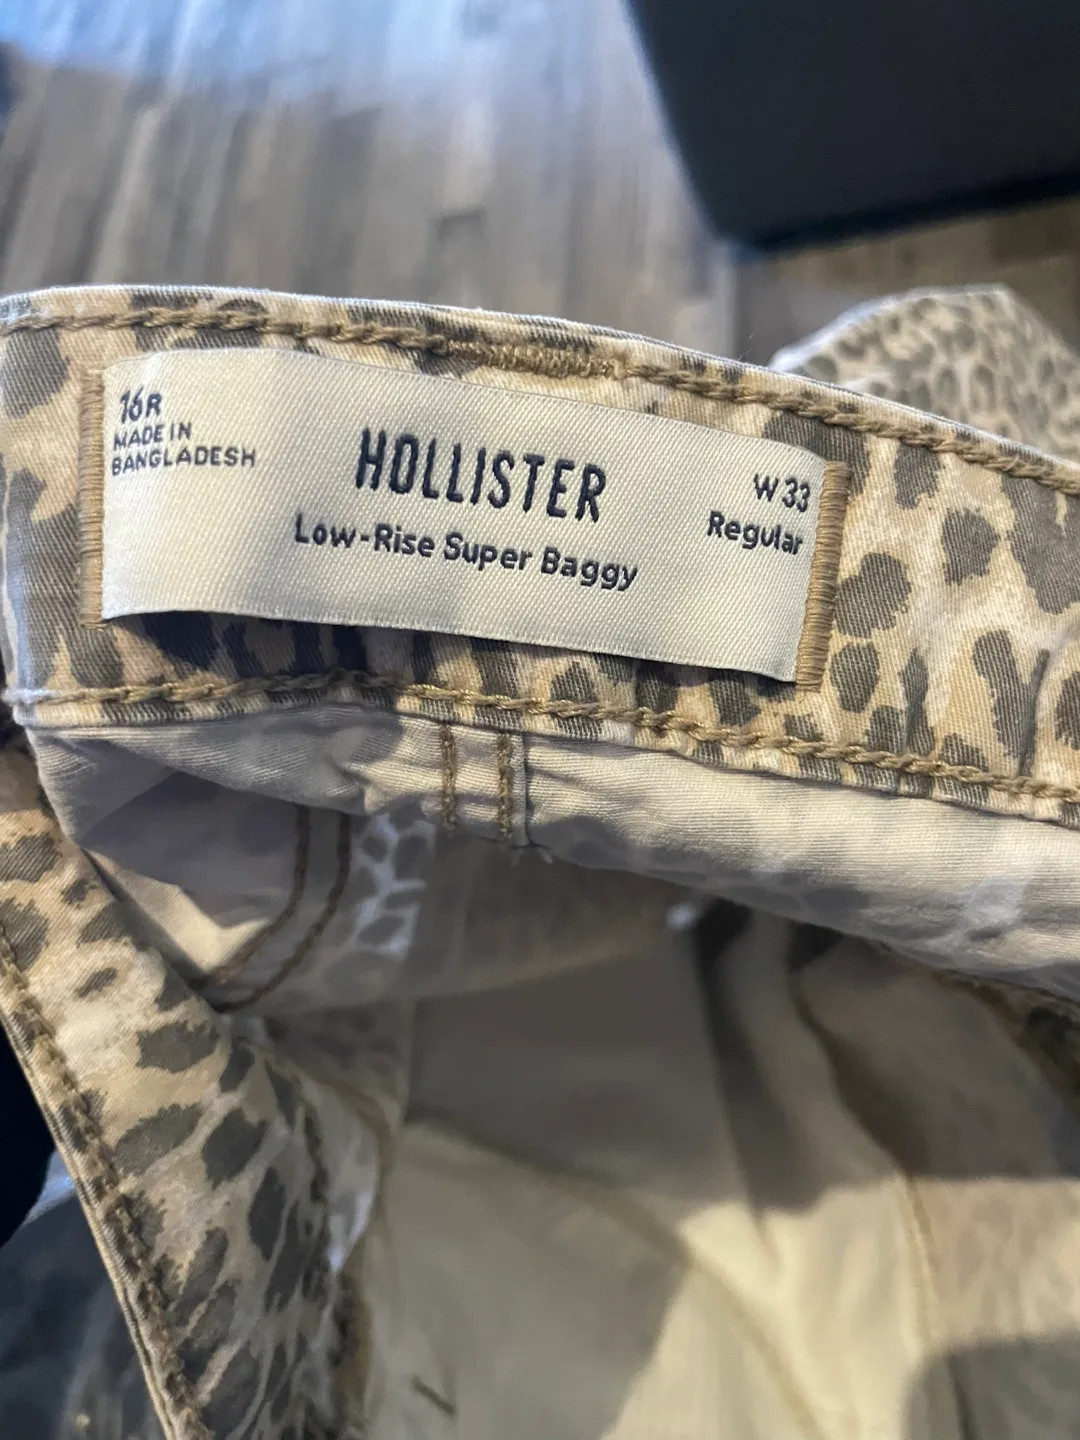 16R
MADE IN
BANGLADESH
HOLLISTER
Low-Rise Super Baggy
W 33
Regular